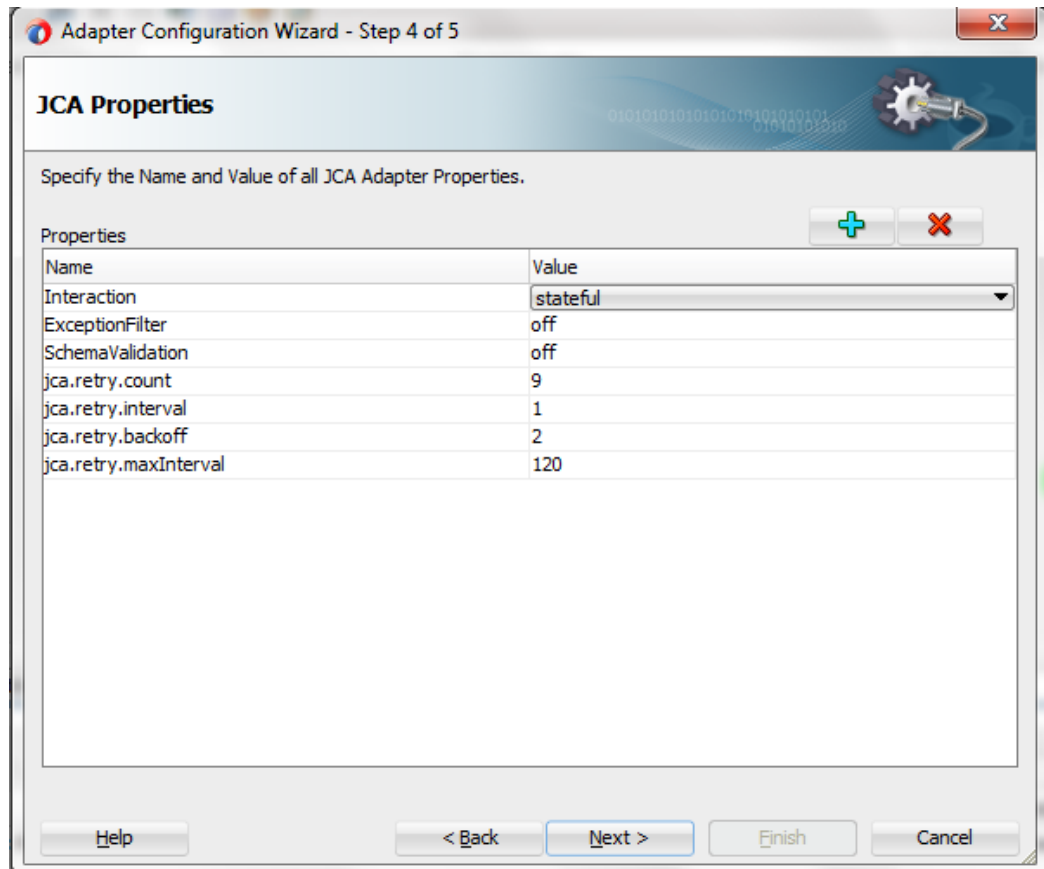 Adapter Configuration Wizard - Step 4 of 5
JCA Properties
Specify the Name and Value of all JCA Adapter Properties.
Properties
Name Value
Interaction stateful
ExceptionFilter off
SchemaValidation off
jca.retry.count 9
jca.retry.interval 1
jca.retry.backoff 2
jca.retry.maxInterval 120
Help < Back Next > Finish Cancel